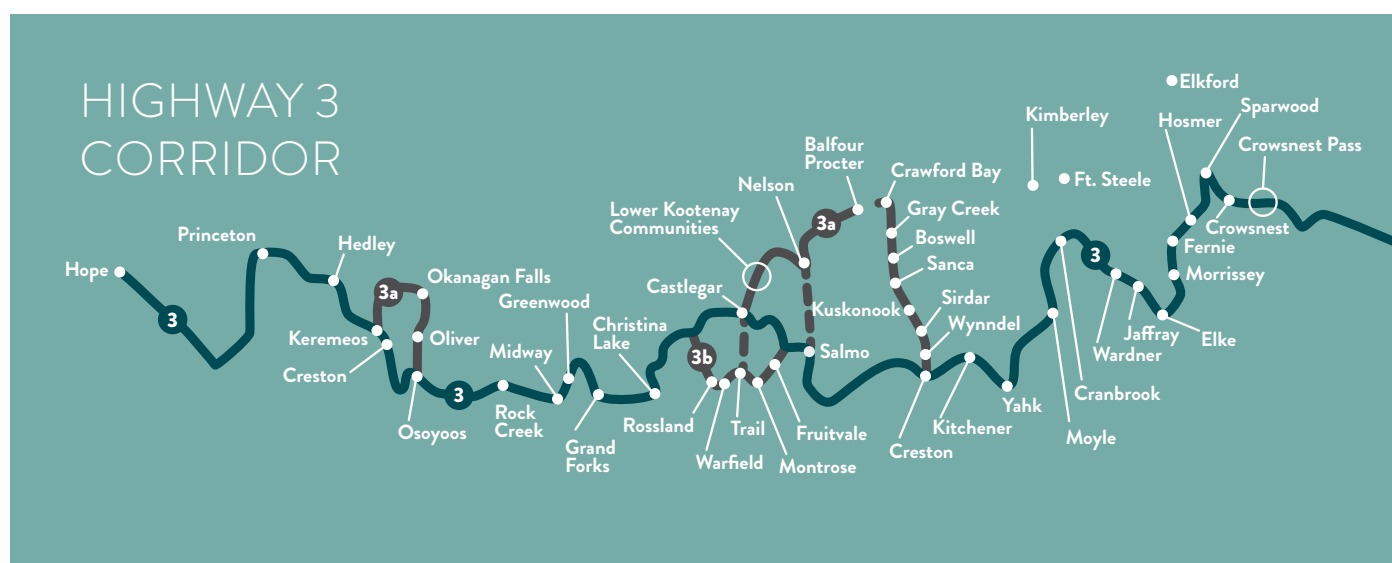 HIGHWAY 3
CORRIDOR
Hope
3
Princeton
Hedley
Keremeos
Creston
3a
Okanagan Falls
Oliver
Osoyoos
3
Rock
Creek
Midway
Greenwood
Grand
Forks
Christina
Lake
3b
Rossland
Warfield
Trail
Montrose
Fruitvale
Castlegar
Lower Kootenay
Communities
Nelson
3a
Balfour
Procter
Salmo
Crawford Bay
Gray Creek
Boswell
Sanca
Kuskonook
Sirdar
Wynndel
Creston
Kitchener
Yahk
Moyle
Cranbrook
Kimberley
Ft. Steele
3
Wardner
Jaffray
Elke
Morrissey
Fernie
Hosmer
Elkford
Sparwood
Crowsnest
Crowsnest Pass